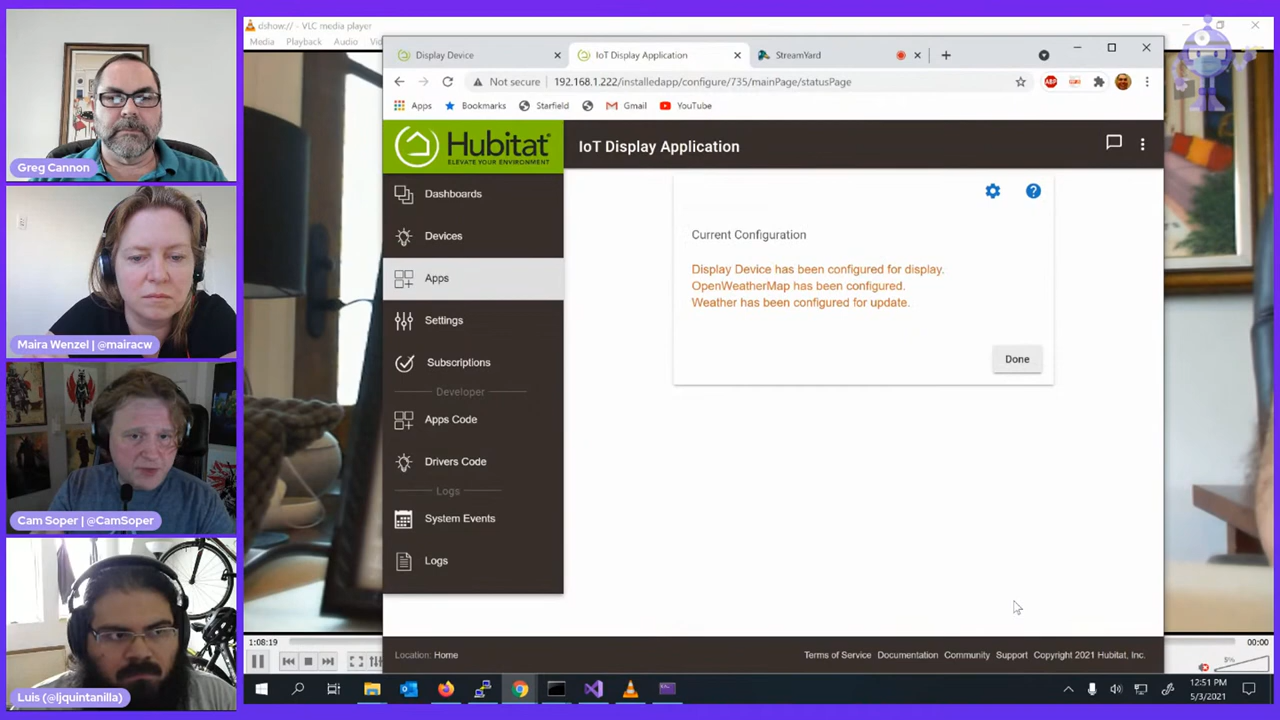 Greg Cannon
Maira Wenzel | @mairacw
Cam Soper | @CamSoper
Luis (@ljquintanilla)
dshow:// - VLC media player
Media Playback Audio
Display Device
IoT Display Application
StreamYard
Not secure 192.168.1.222/installedapp/configure/735/mainPage/statusPage
ABP
Apps Bookmarks Starfield Gmail YouTube
Hubitat®
ELEVATE YOUR ENVIRONMENT
IoT Display Application
Dashboards
Devices
Apps
Settings
Subscriptions
Developer
Apps Code
Drivers Code
Logs
System Events
Logs
Current Configuration
Display Device has been configured for display.
OpenWeatherMap has been configured.
Weather has been configured for update.
Done
Location: Home
Terms of Service Documentation Community Support Copyright 2021 Hubitat, Inc.
1:08:19
00:00
5%
12:51 PM
5/3/2021